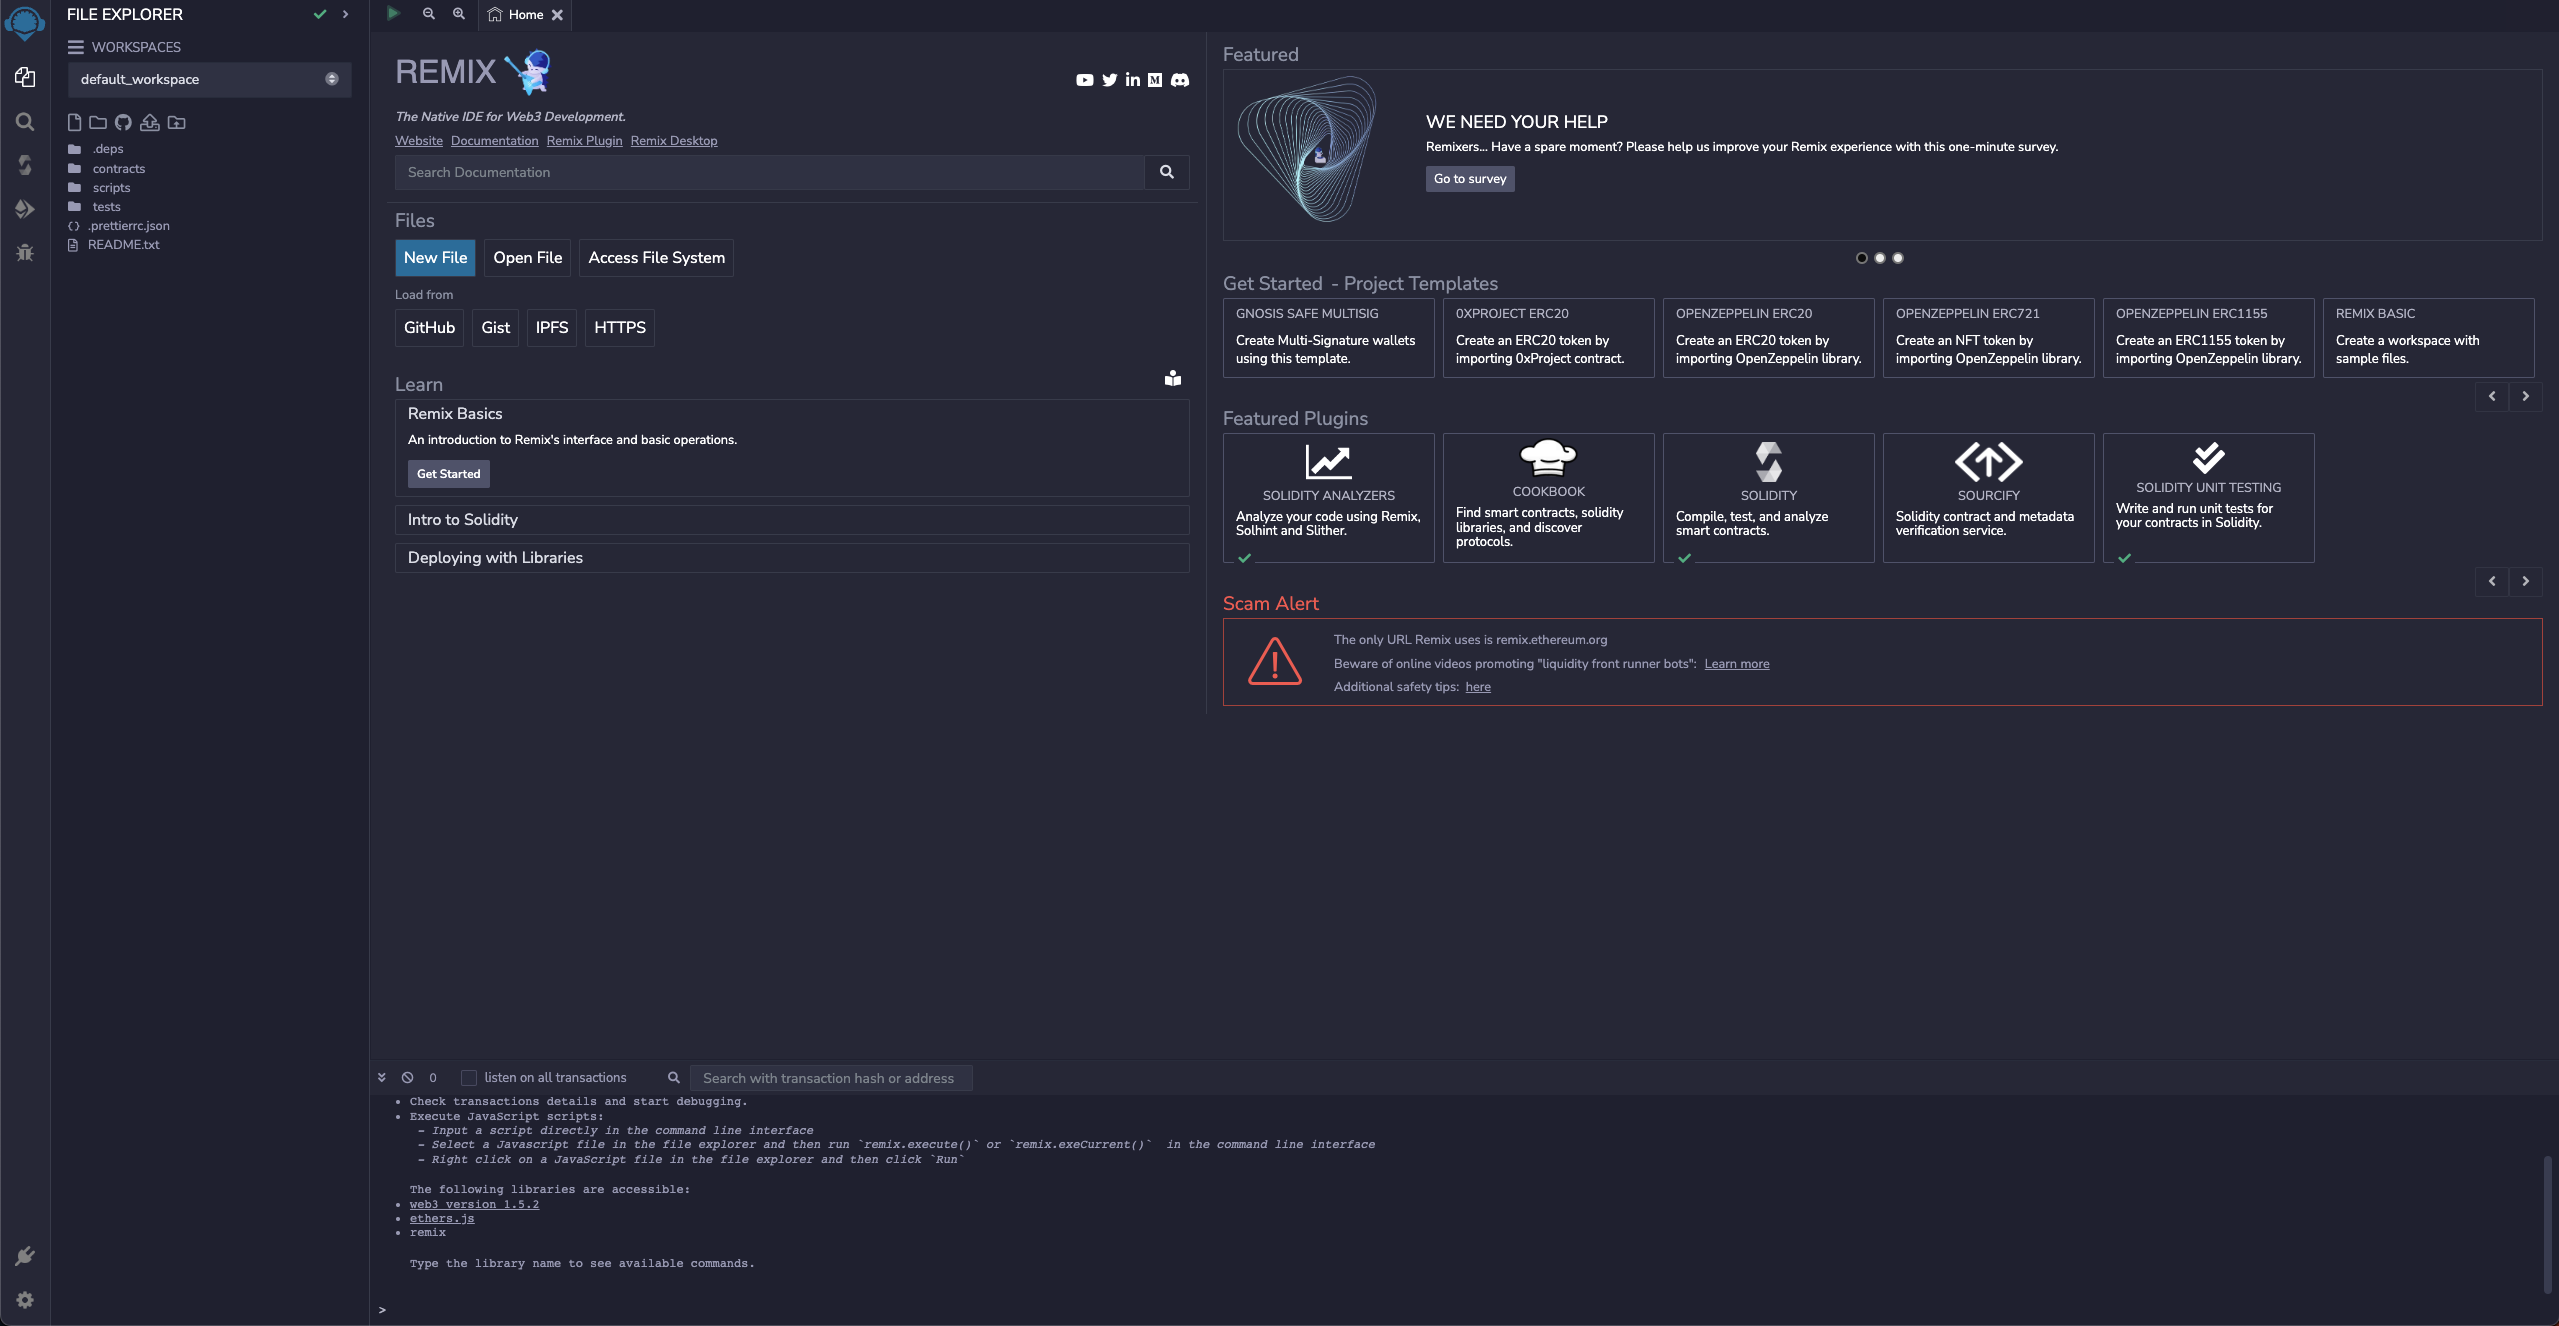 FILE EXPLORER
WORKSPACES
default_workspace
.deps
contracts
scripts
tests
.prettierrc.json
README.txt
Home
REMIX
The Native IDE for Web3 Development.
Website Documentation Remix Plugin Remix Desktop
Search Documentation
Files
New File Open File Access File System
Load from
GitHub Gist IPFS HTTPS
Learn
Remix Basics
An introduction to Remix's interface and basic operations.
Get Started
Intro to Solidity
Deploying with Libraries
Featured
WE NEED YOUR HELP
Remixers... Have a spare moment? Please help us improve your Remix experience with this one-minute survey.
Go to survey
Get Started - Project Templates
GNOSIS SAFE MULTISIG
Create Multi-Signature wallets
using this template.
0XPROJECT ERC20
Create an ERC20 token by
importing 0xProject contract.
OPENZEPPELIN ERC20
Create an ERC20 token by
importing OpenZeppelin library.
OPENZEPPELIN ERC721
Create an NFT token by
importing OpenZeppelin library.
OPENZEPPELIN ERC1155
Create an ERC1155 token by
importing OpenZeppelin library.
REMIX BASIC
Create a workspace with
sample files.
Featured Plugins
SOLIDITY ANALYZERS
Analyze your code using Remix,
Solhint and Slither.
COOKBOOK
Find smart contracts, solidity
libraries, and discover
protocols.
SOLIDITY
Compile, test, and analyze
smart contracts.
SOURCIFY
Solidity contract and metadata
verification service.
SOLIDITY UNIT TESTING
Write and run unit tests for
your contracts in Solidity.
Scam Alert
The only URL Remix uses is remix.ethereum.org
Beware of online videos promoting "liquidity front runner bots": Learn more
Additional safety tips: here
0 listen on all transactions Search with transaction hash or address
• Check transactions details and start debugging.
• Execute JavaScript scripts:
- Input a script directly in the command line interface
- Select a Javascript file in the file explorer and then run `remix.execute()` or `remix.exeCurrent()` in the command line interface
- Right click on a JavaScript file in the file explorer and then click `Run`
The following libraries are accessible:
• web3 version 1.5.2
• ethers.js
• remix
Type the library name to see available commands.
>